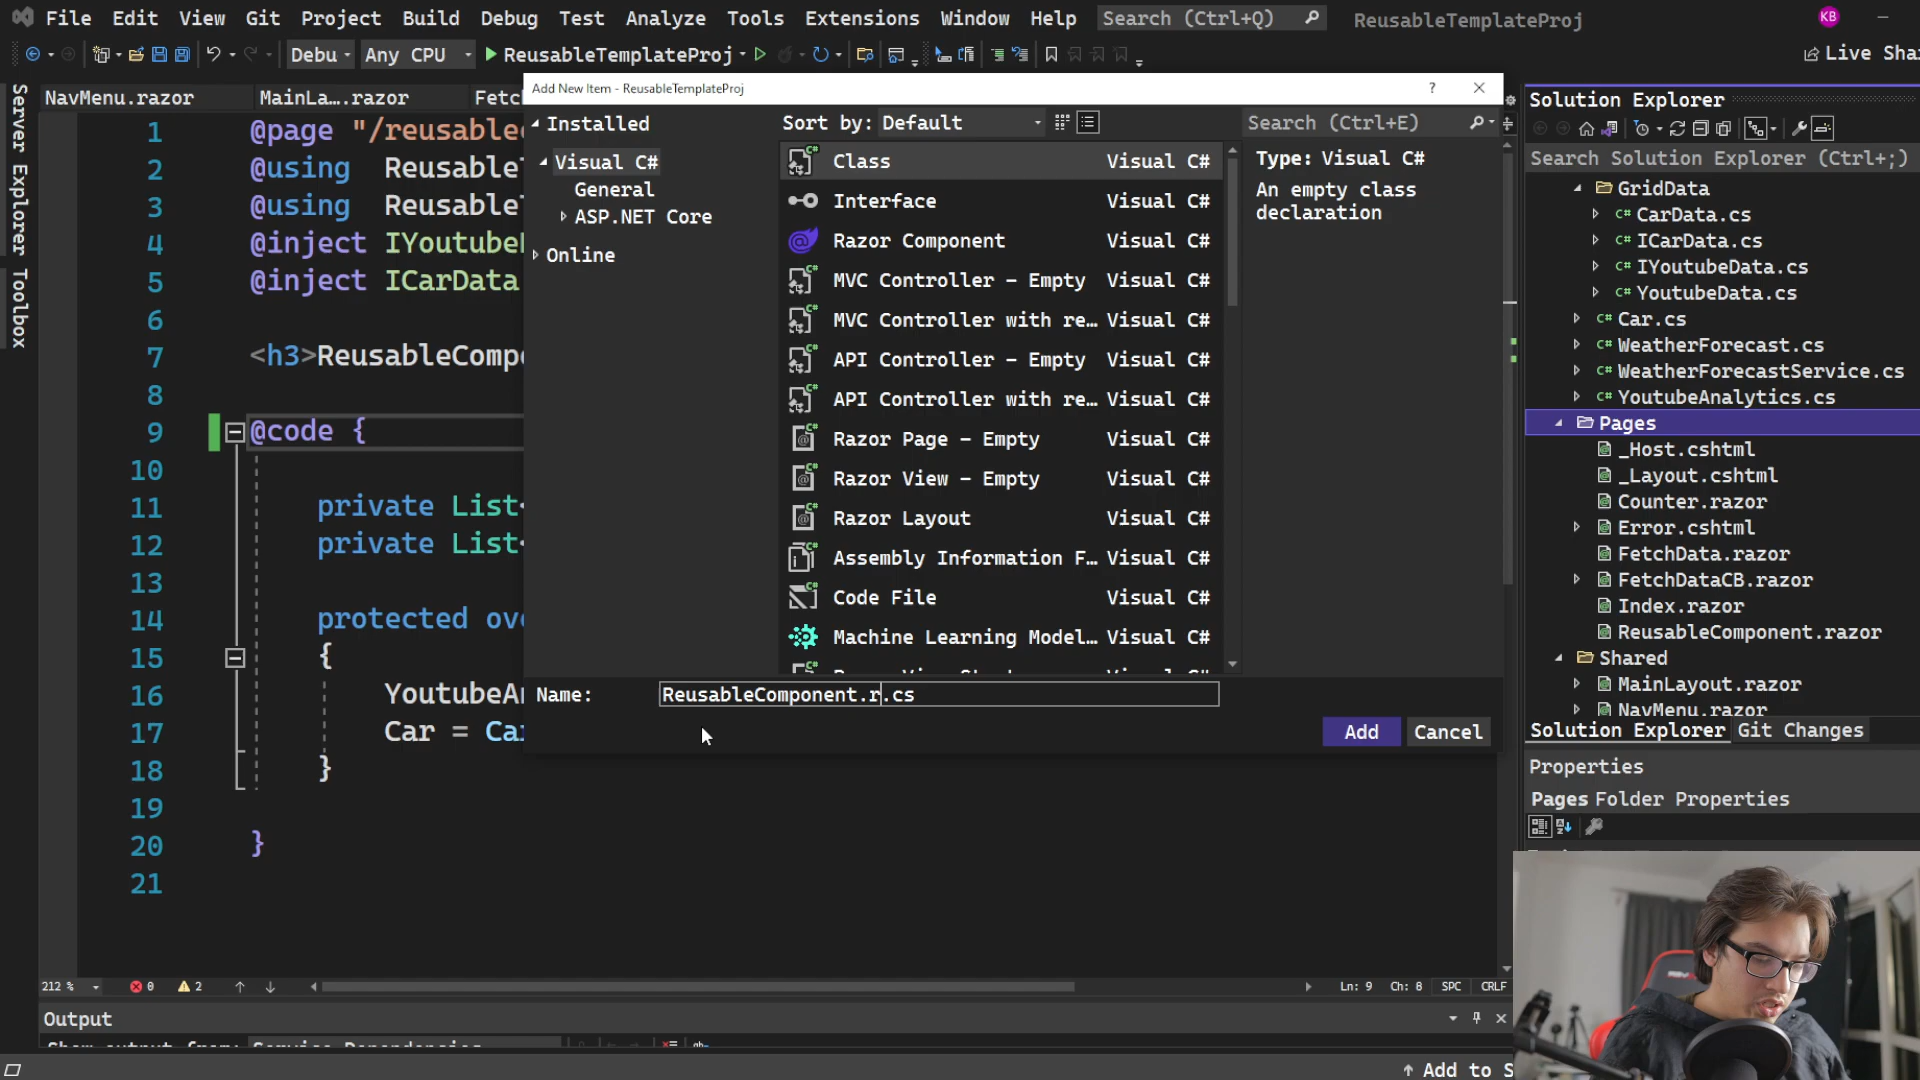 File Edit View Git Project Build Debug Test Analyze Tools Extensions Window Help Search (Ctrl+Q) ReusableTemplateProj KB
Debu Any CPU ReusableTemplateProj Live Sha
Server Explorer Toolbox
NavMenu.razor MainLa....razor Fetc
1 @page "/reusable
2 @using Reusable
3 @using Reusable
4 @inject IYoutube
5 @inject ICarData
6
7 <h3>ReusableComp
8
9 @code {
10
11 private List
12 private List
13
14 protected ov
15 {
16 YoutubeA
17 Car = Ca
18 }
19
20 }
21
Add New Item - ReusableTemplateProj ?
Installed
Visual C#
General
ASP.NET Core
Online
Sort by: Default
Class Visual C#
Interface Visual C#
Razor Component Visual C#
MVC Controller - Empty Visual C#
MVC Controller with re... Visual C#
API Controller - Empty Visual C#
API Controller with re... Visual C#
Razor Page - Empty Visual C#
Razor View - Empty Visual C#
Razor Layout Visual C#
Assembly Information F... Visual C#
Code File Visual C#
Machine Learning Model... Visual C#
Search (Ctrl+E)
Type: Visual C#
An empty class
declaration
Name: ReusableComponent.r.cs
Add Cancel
Solution Explorer
Search Solution Explorer (Ctrl+;)
GridData
C# CarData.cs
C# ICarData.cs
C# IYoutubeData.cs
C# YoutubeData.cs
C# Car.cs
C# WeatherForecast.cs
C# WeatherForecastService.cs
C# YoutubeAnalytics.cs
Pages
_Host.cshtml
_Layout.cshtml
Counter.razor
Error.cshtml
FetchData.razor
FetchDataCB.razor
Index.razor
ReusableComponent.razor
Shared
MainLayout.razor
NavMenu.razor
Solution Explorer Git Changes
Properties
Pages Folder Properties
212 % 0 2 Ln: 9 Ch: 8 SPC CRLF
Output
Show output from: Service Dependencies
Add to S